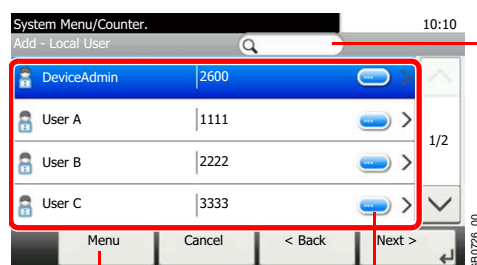 System Menu/Counter. 10:10
Add - Local User
DeviceAdmin 2600
User A 1111
1/2
User B 2222
User C 3333
Menu Cancel < Back Next >